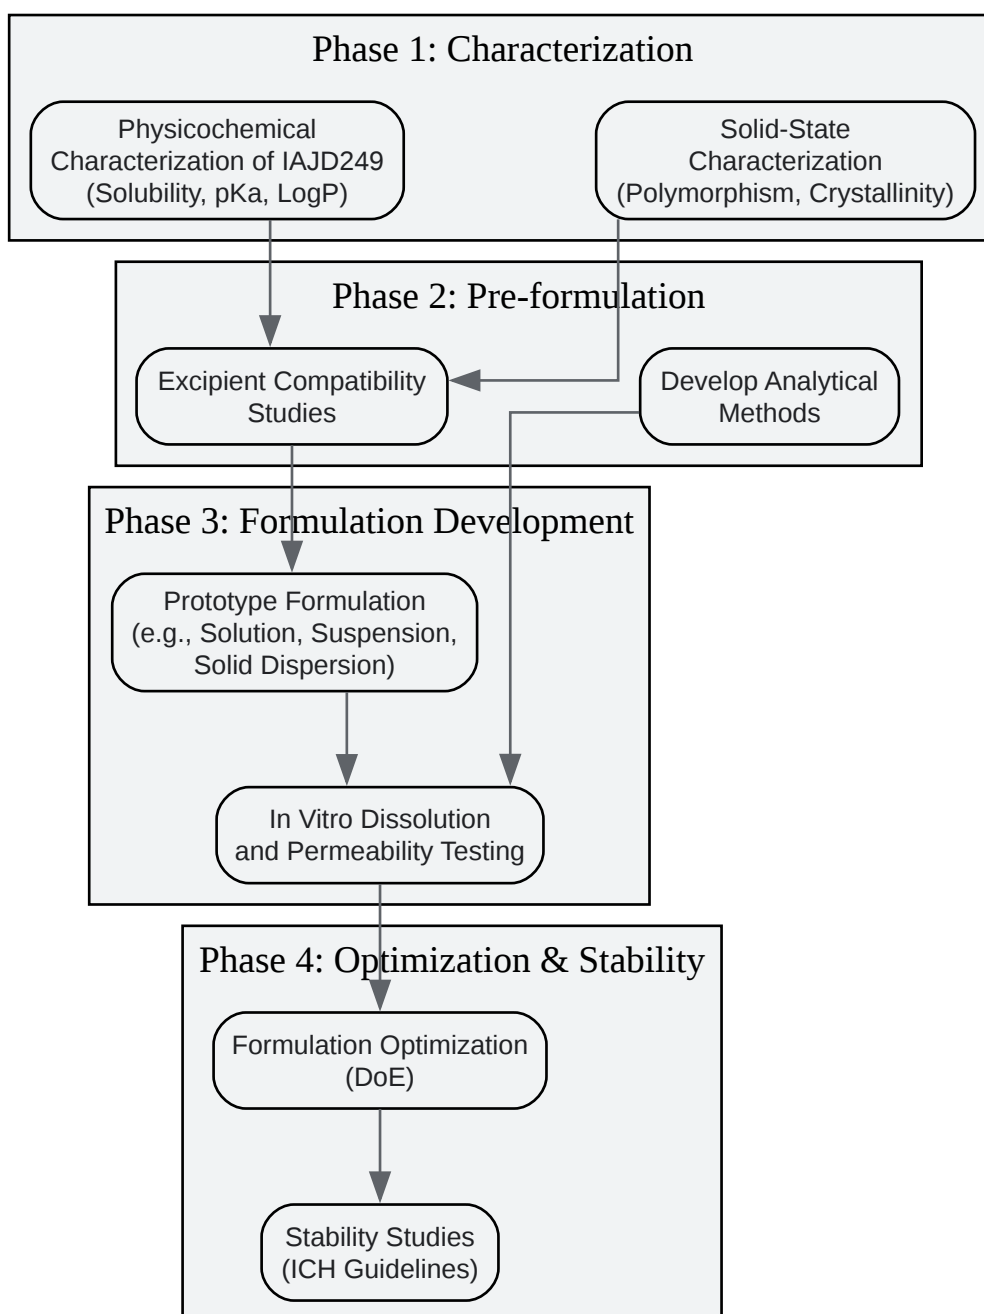 Phase 1: Characterization
Physicochemical
Characterization of IAJD249
(Solubility, pKa, LogP)
Solid-State
Characterization
(Polymorphism, Crystallinity)
Phase 2: Pre-formulation
Excipient Compatibility
Studies
Develop Analytical
Methods
Phase 3: Formulation Development
Prototype Formulation
(e.g., Solution, Suspension,
Solid Dispersion)
In Vitro Dissolution
and Permeability Testing
Phase 4: Optimization & Stability
Formulation Optimization
(DoE)
Stability Studies
(ICH Guidelines)